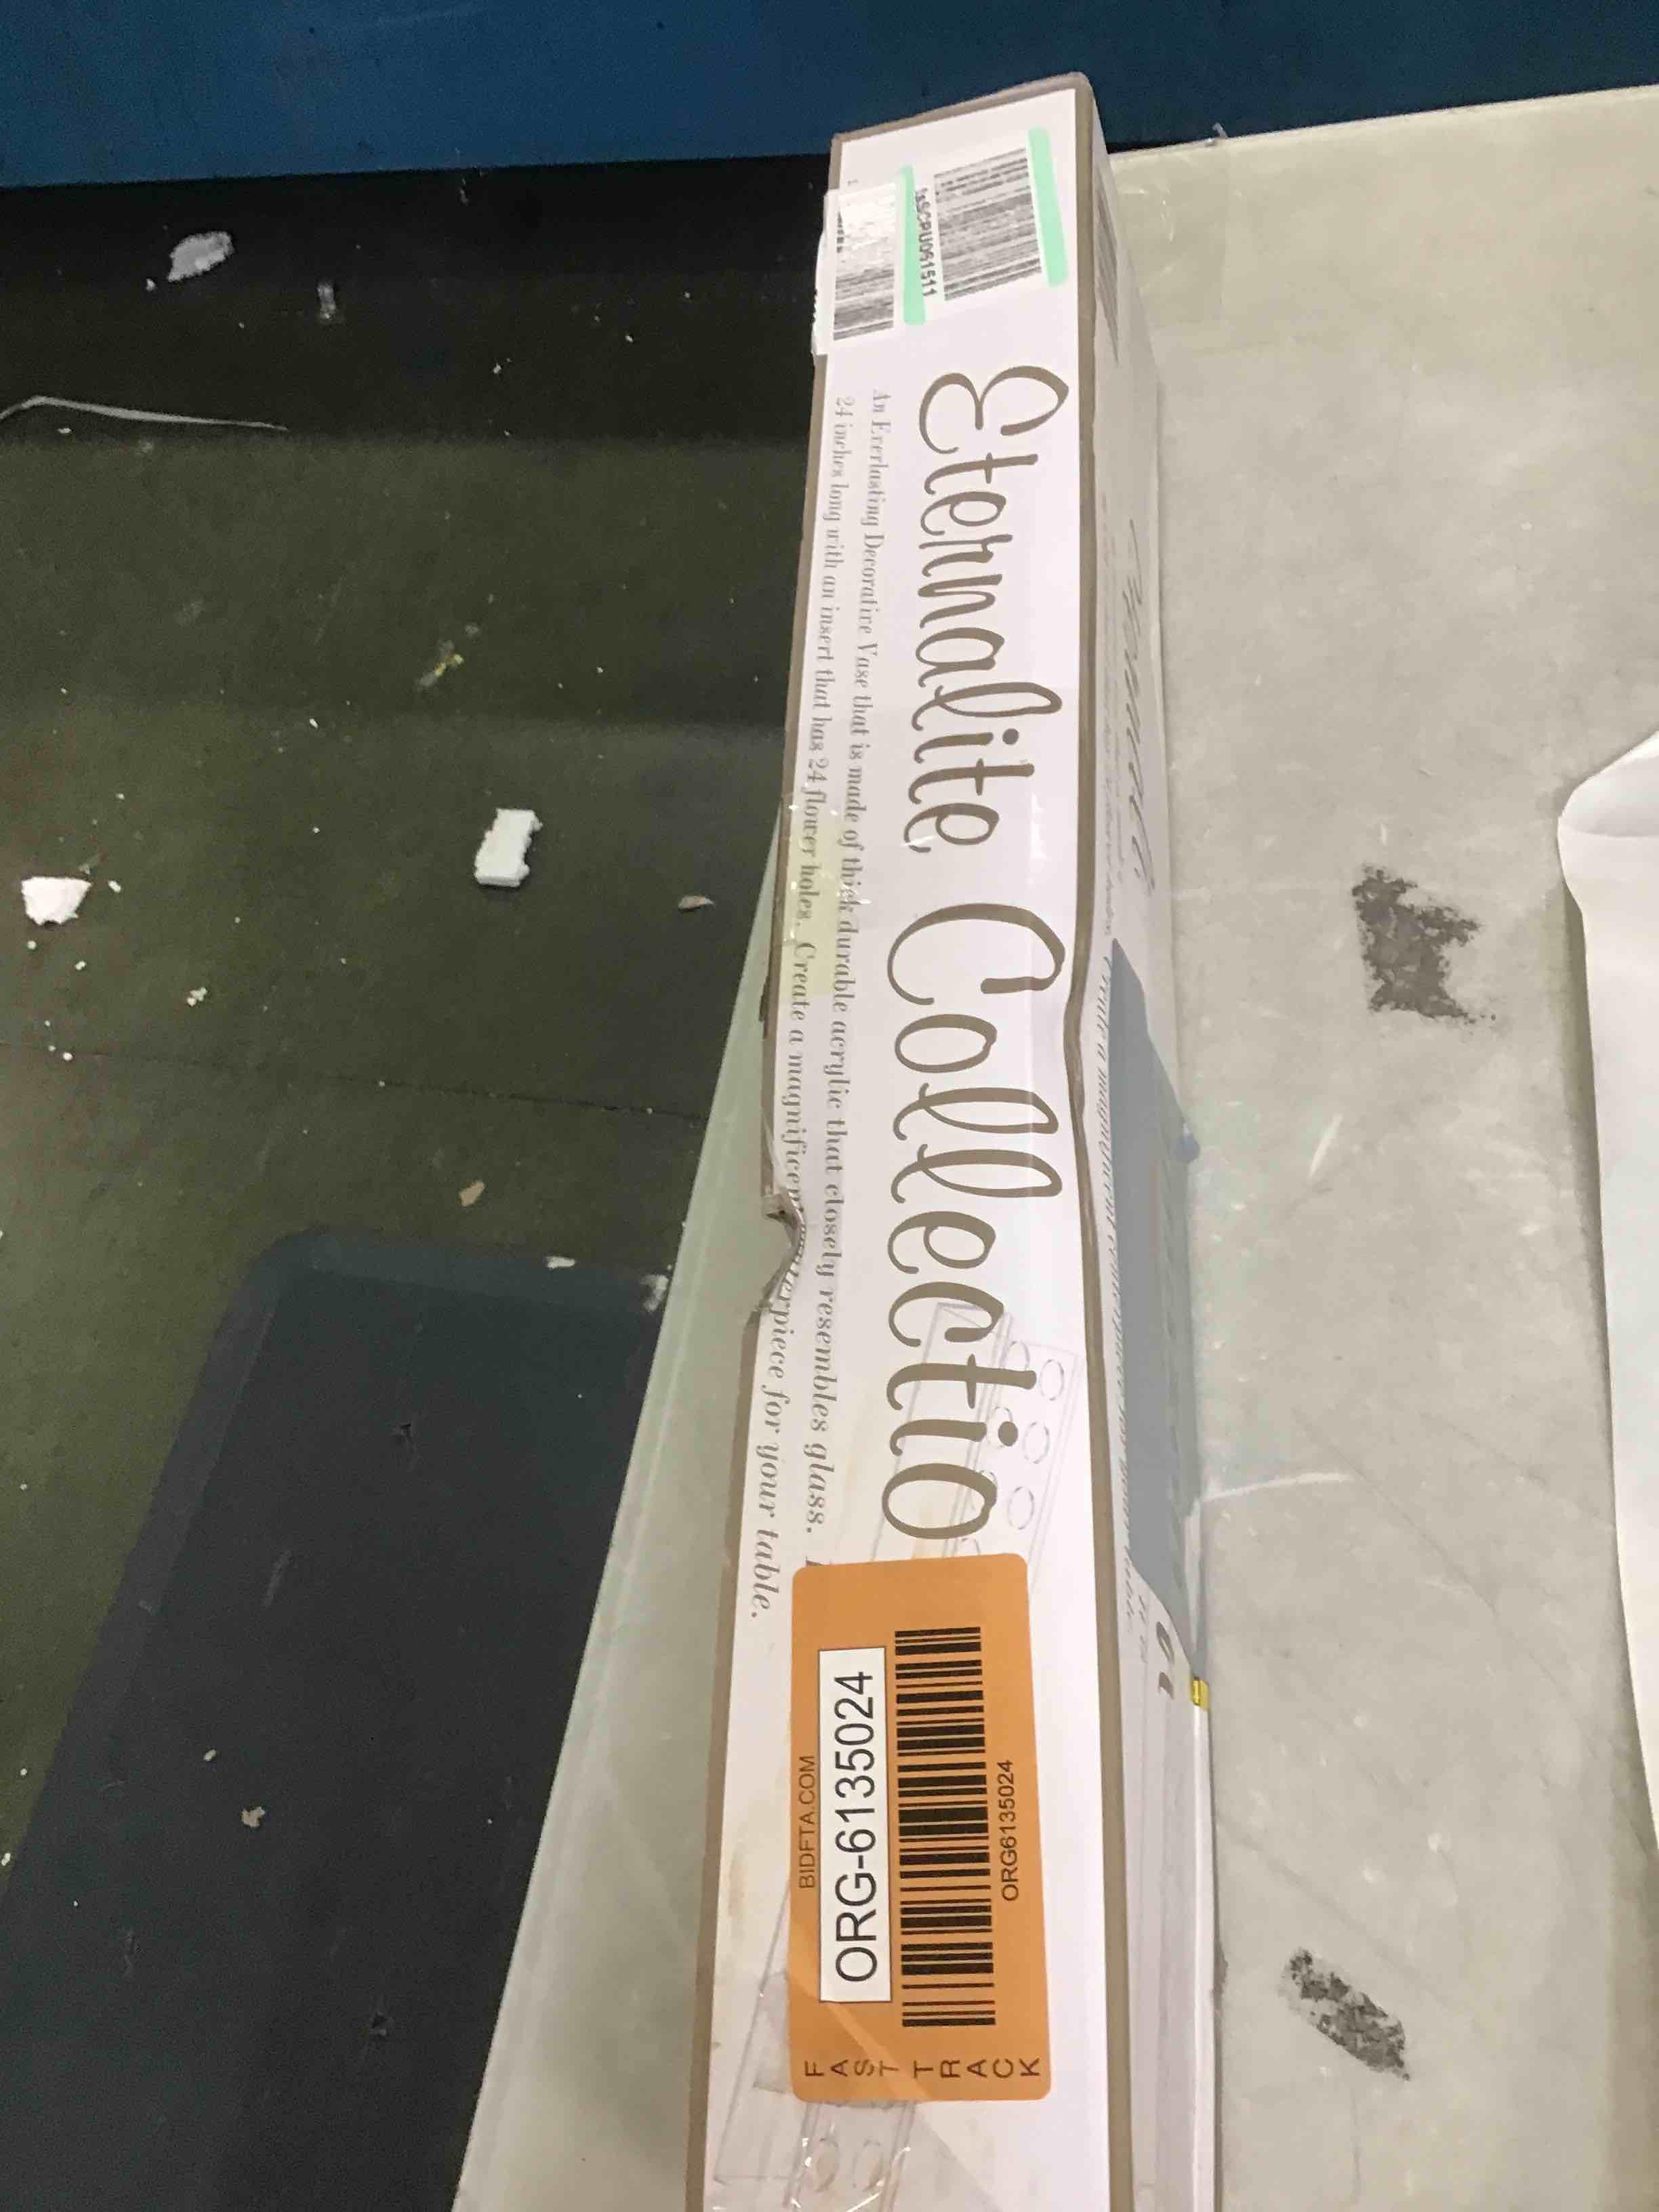 Eternalite Collectio
An Everlasting Decorative Vase that is made of thick durable acrylic that closely resembles glass.
24 inches long with an insert that has 24 flower holes. Create a magnificen terpiece for your table.
BIDFTA.COM
ORG-6135024
ORG6135024
FAST TRACK